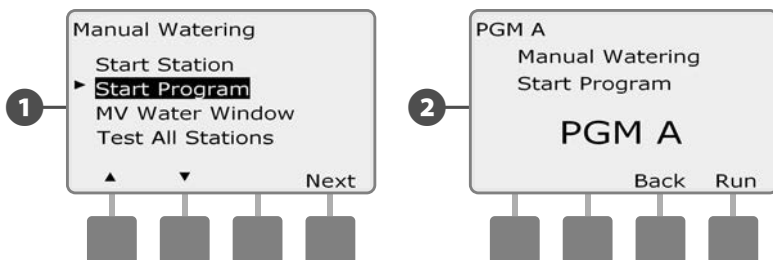 1
Manual Watering
Start Station
Start Program
MV Water Window
Test All Stations
Next
2
PGM A
Manual Watering
Start Program
PGM A
Back Run